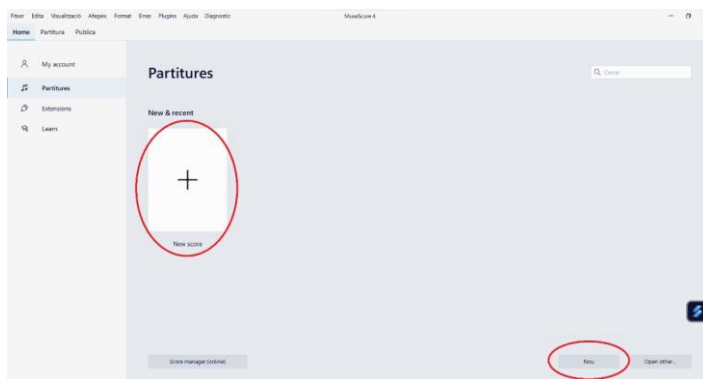 Fitxer Edita Visualització Afegeix Format Eines Plugins Ajuda Diagnostic MuseScore 4
Home Partitura Publica
My account
Partitures
Extensions
Learn
Partitures
Cercar
New & recent
New score
Score manager (online)
Nou
Open other...